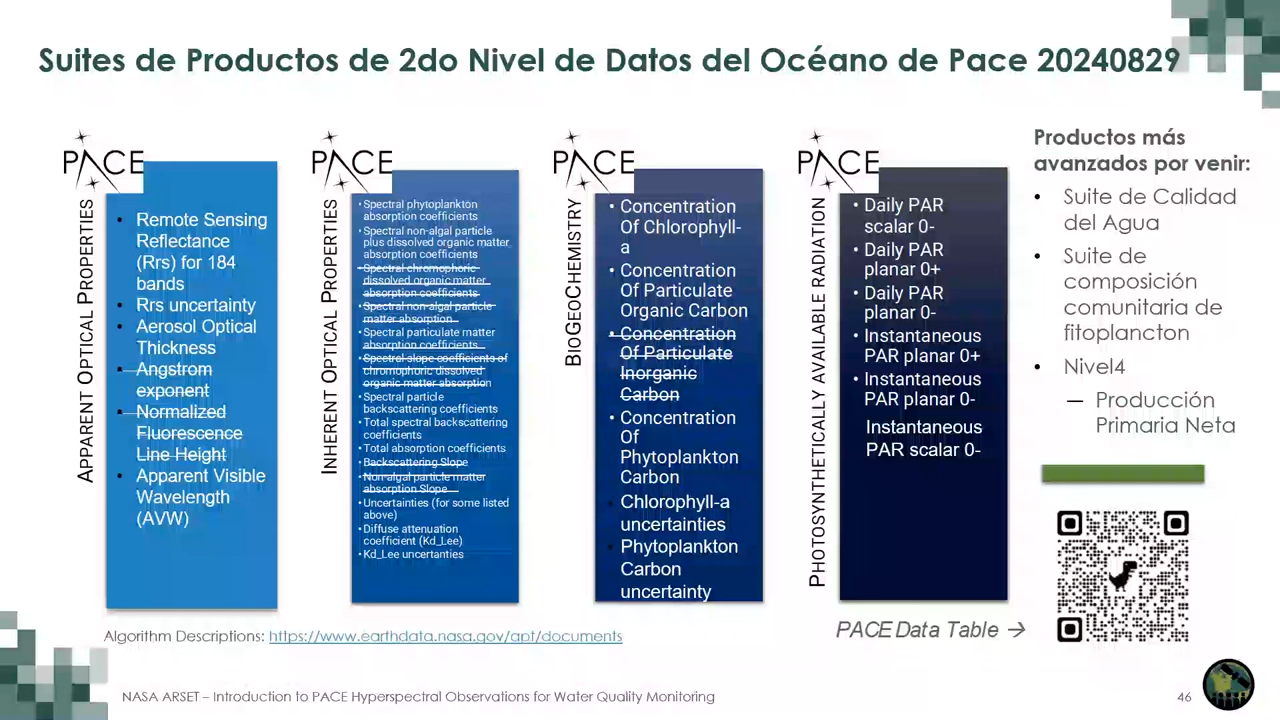 Suites de Productos de 2do Nivel de Datos del Océano de Pace 20240829
PACE
APPARENT OPTICAL PROPERTIES
• Remote Sensing
Reflectance
(Rrs) for 184
bands
• Rrs uncertainty
• Aerosol Optical
Thickness
• Angstrom
exponent
• Normalized
Fluorescence
Line Height
• Apparent Visible
Wavelength
(AVW)
PACE
INHERENT OPTICAL PROPERTIES
• Spectral phytoplankton
absorption coefficients
• Spectral non-algal particle
plus dissolved organic matter
absorption coefficients
• Spectral chromophoric
dissolved organic matter
absorption coefficients
• Spectral non-algal particle
matter absorption
• Spectral particulate matter
absorption coefficients
• Spectral slope coefficients of
chromophoric dissolved
organic matter absorption
• Spectral particle
backscattering coefficients
• Total spectral backscattering
coefficients
• Total absorption coefficients
• Backscattering Slope
• Non-algal particle matter
absorption Slope
• Uncertainties (for some listed
above)
• Diffuse attenuation
coefficient (Kd_Lee)
• Kd_Lee uncertanties
PACE
BIOGEOCHEMISTRY
• Concentration
Of Chlorophyll-
a
• Concentration
Of Particulate
Organic Carbon
• Concentration
Of Particulate
Inorganic
Carbon
• Concentration
Of
Phytoplankton
Carbon
• Chlorophyll-a
uncertainties
• Phytoplankton
Carbon
uncertainty
PACE
PHOTOSYNTHETICALLY AVAILABLE RADIATION
• Daily PAR
scalar 0-
• Daily PAR
planar 0+
• Daily PAR
planar 0-
• Instantaneous
PAR planar 0+
• Instantaneous
PAR planar 0-
Instantaneous
PAR scalar 0-
Productos más
avanzados por venir:
• Suite de Calidad
del Agua
• Suite de
composición
comunitaria de
fitoplancton
• Nivel4
— Producción
Primaria Neta
Algorithm Descriptions: https://www.earthdata.nasa.gov/apt/documents
PACE Data Table →
NASA ARSET – Introduction to PACE Hyperspectral Observations for Water Quality Monitoring
46